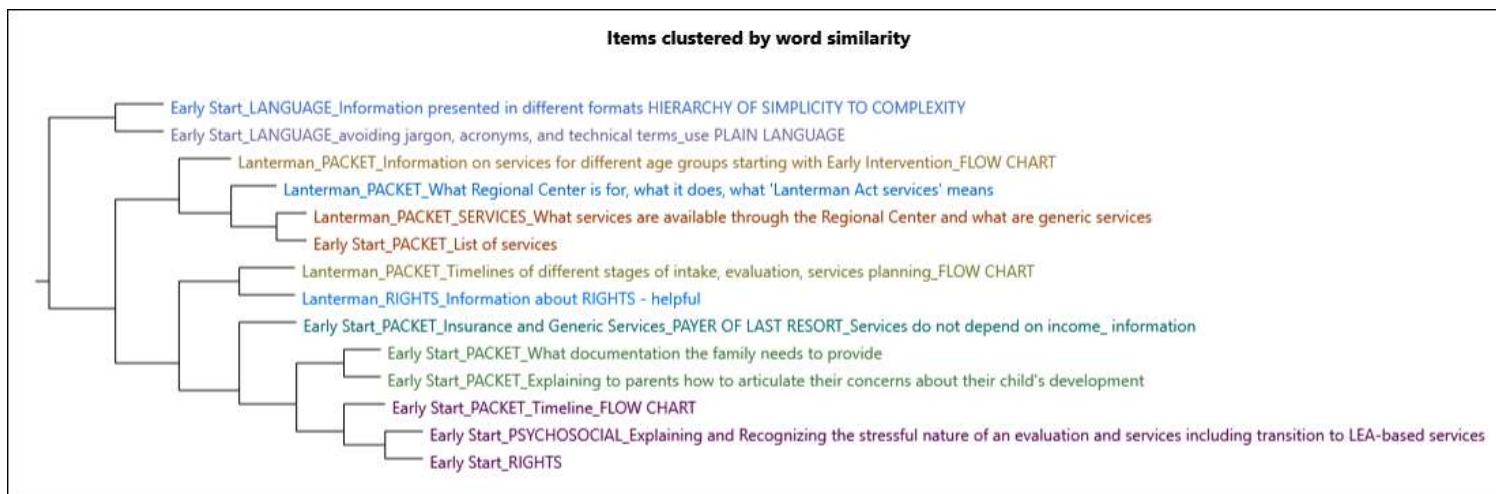 Items clustered by word similarity
Early Start_LANGUAGE_Information presented in different formats HIERARCHY OF SIMPLICITY TO COMPLEXITY
Early Start_LANGUAGE_avoiding jargon, acronyms, and technical terms_use PLAIN LANGUAGE
Lanterman_PACKET_Information on services for different age groups starting with Early Intervention_FLOW CHART
Lanterman_PACKET_What Regional Center is for, what it does, what 'Lanterman Act services' means
Lanterman_PACKET_SERVICES_What services are available through the Regional Center and what are generic services
Early Start_PACKET_List of services
Lanterman_PACKET_Timelines of different stages of intake, evaluation, services planning_FLOW CHART
Lanterman_RIGHTS_Information about RIGHTS - helpful
Early Start_PACKET_Insurance and Generic Services_PAYER OF LAST RESORT_Services do not depend on income_ information
Early Start_PACKET_What documentation the family needs to provide
Early Start_PACKET_Explaining to parents how to articulate their concerns about their child's development
Early Start_PACKET_Timeline_FLOW CHART
Early Start_PSYCHOSOCIAL_Explaining and Recognizing the stressful nature of an evaluation and services including transition to LEA-based services
Early Start_RIGHTS